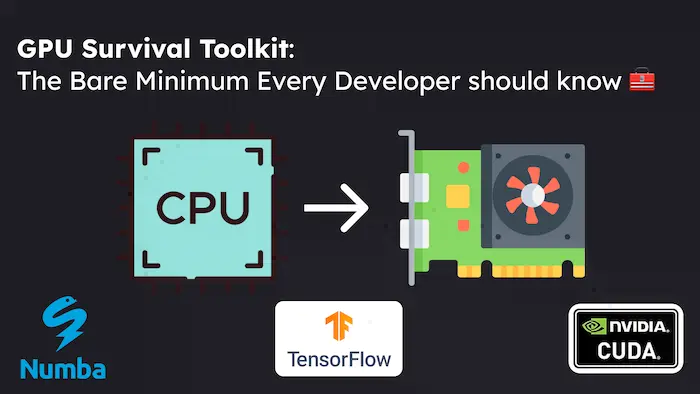 GPU Survival Toolkit:
The Bare Minimum Every Developer should know
CPU
Numba
TensorFlow
NVIDIA.
CUDA.